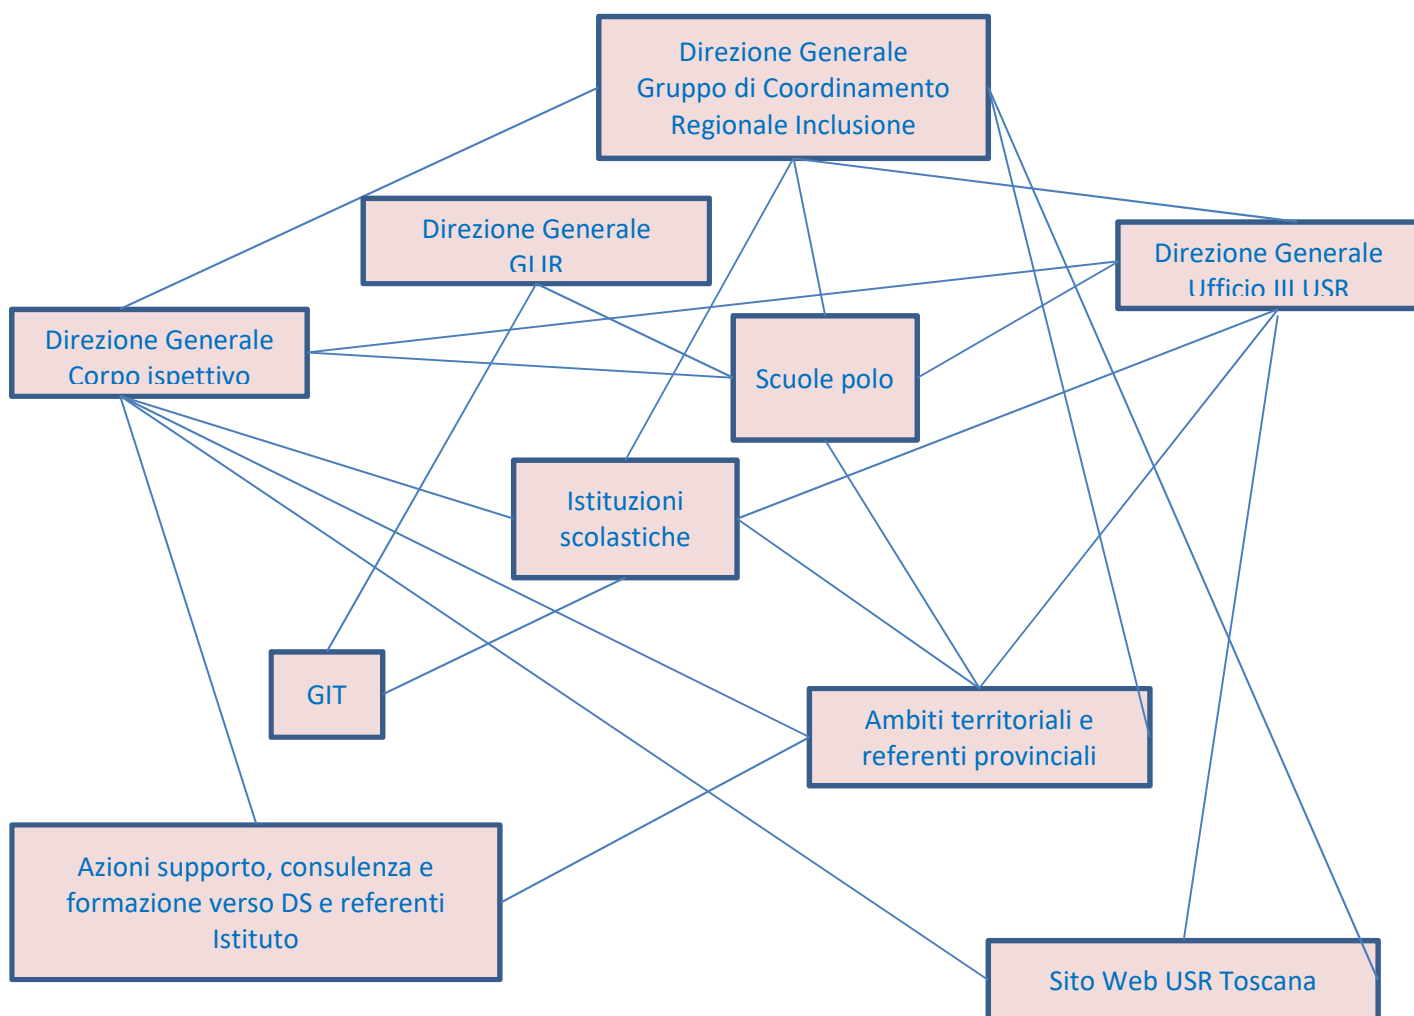 Direzione Generale
Gruppo di Coordinamento
Regionale Inclusione
Direzione Generale
GLIR
Direzione Generale
Ufficio III USR
Direzione Generale
Corpo ispettivo
Scuole polo
Istituzioni
scolastiche
GIT
Ambiti territoriali e
referenti provinciali
Azioni supporto, consulenza e
formazione verso DS e referenti
Istituto
Sito Web USR Toscana